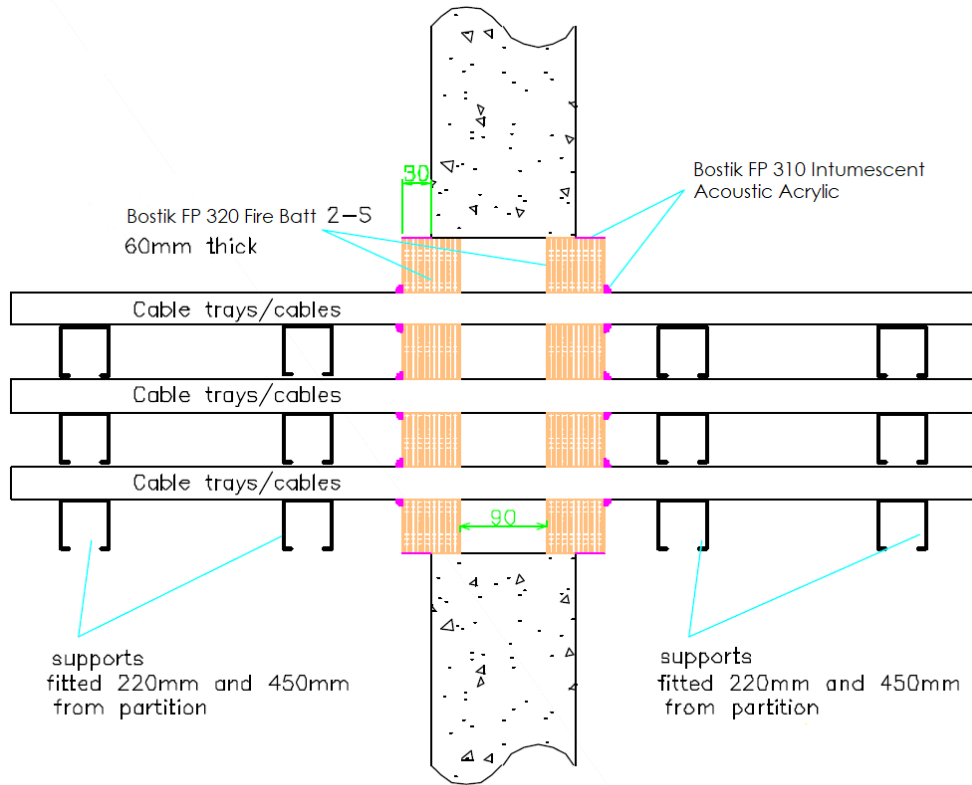 30
Bostik FP 310 Intumescent
Acoustic Acrylic
Bostik FP 320 Fire Batt 2-S
60mm thick
Cable trays/cables
Cable trays/cables
Cable trays/cables
90
supports
fitted 220mm and 450mm
from partition
supports
fitted 220mm and 450mm
from partition